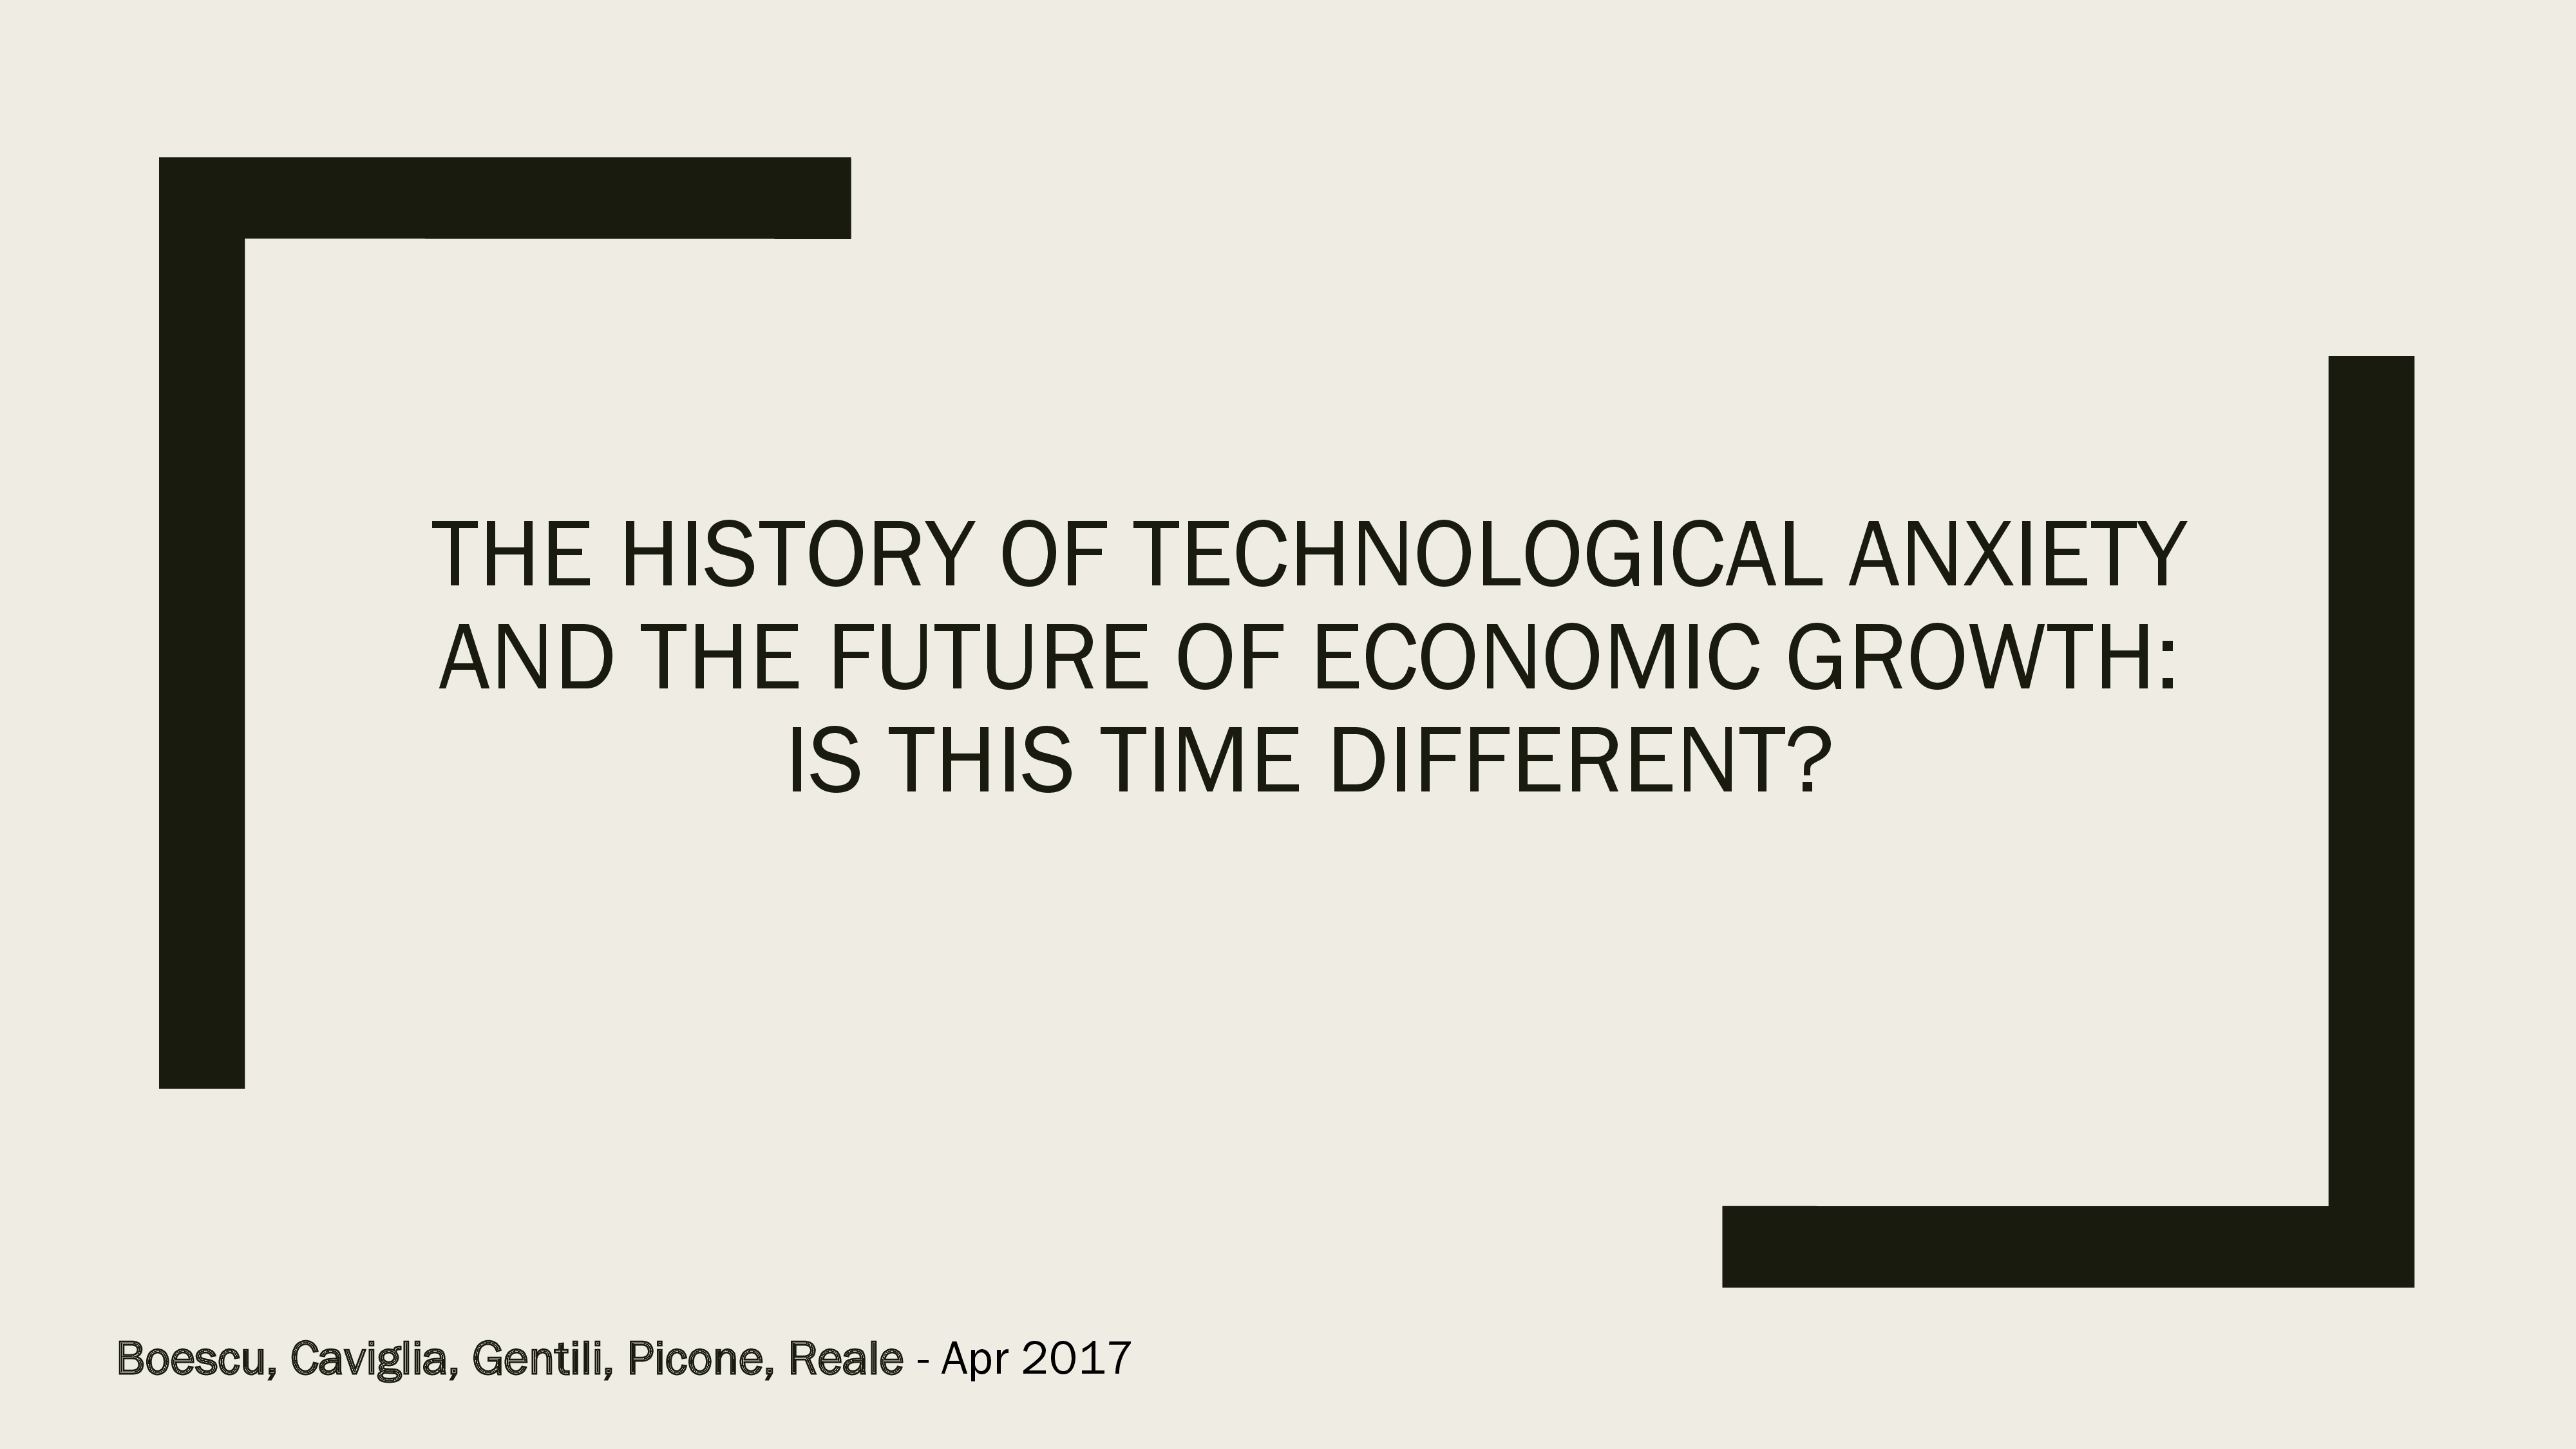 THE HISTORY OF TECHNOLOGICAL ANXIETY
AND THE FUTURE OF ECONOMIC GROWTH:
IS THIS TIME DIFFERENT?
Boescu, Caviglia, Gentili, Picone, Reale - Apr 2017